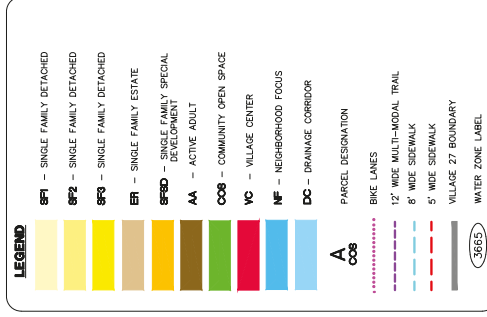 LEGEND
SF1 – SINGLE FAMILY DETACHED
SF2 – SINGLE FAMILY DETACHED
SF3 – SINGLE FAMILY DETACHED
ER – SINGLE FAMILY ESTATE
SFSD – SINGLE FAMILY SPECIAL
DEVELOPMENT
AA – ACTIVE ADULT
COS – COMMUNITY OPEN SPACE
VC – VILLAGE CENTER
NF – NEIGHBORHOOD FOCUS
DC – DRAINAGE CORRIDOR
A
COS
PARCEL DESIGNATION
BIKE LANES
12' WIDE MULTI-MODAL TRAIL
8' WIDE SIDEWALK
5' WIDE SIDEWALK
VILLAGE 27 BOUNDARY
3665
WATER ZONE LABEL